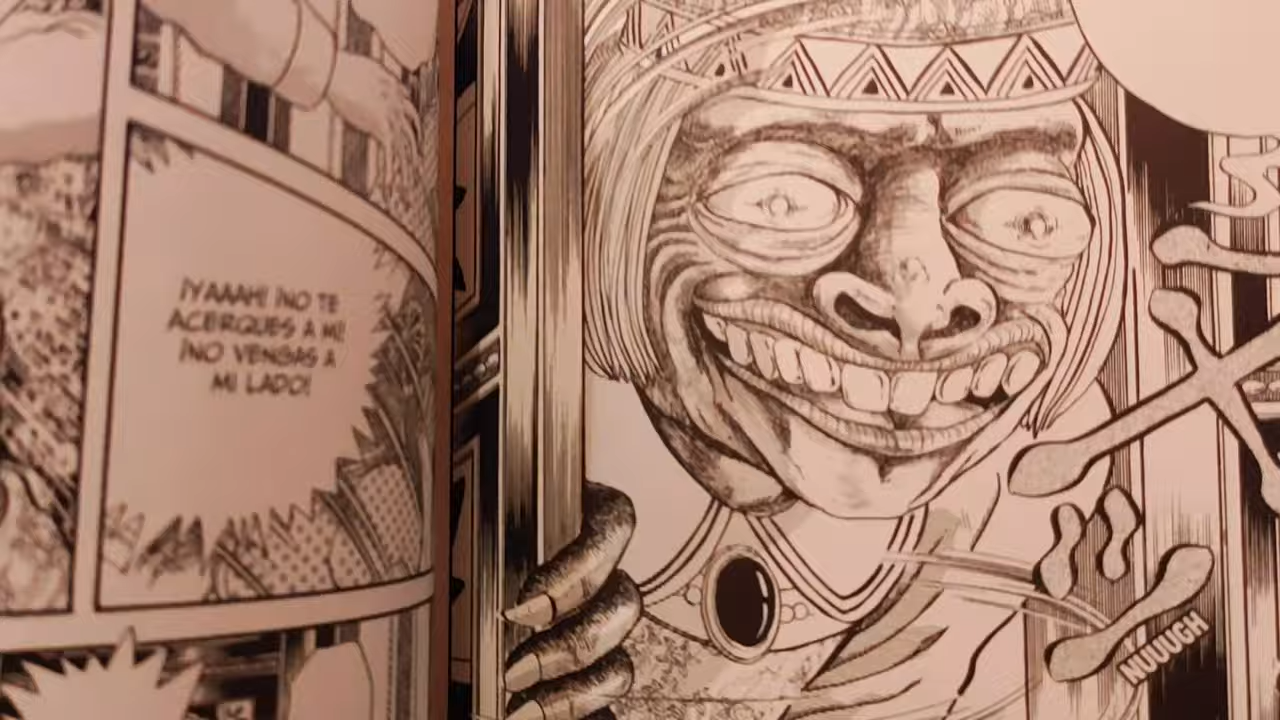 ¡YAAAH! ¡NO TE
ACERQUES A MÍ!
¡NO VENGAS A
MI LADO!
NUUUGH